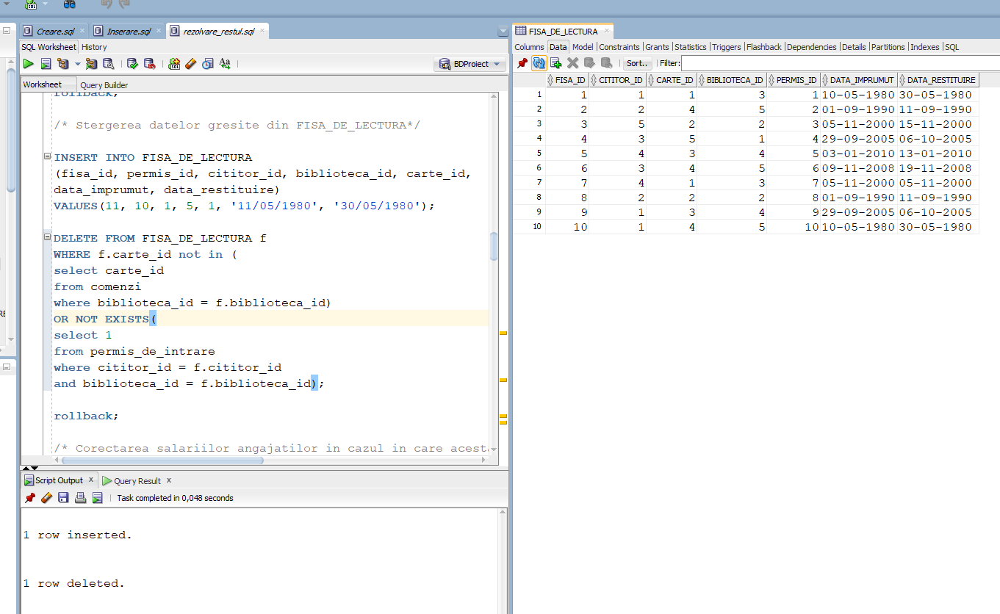 SQL
Creare.sql Inserare.sql rezolvare_restul.sql
SQL Worksheet History
BDProiect
Worksheet Query Builder
rollback;
/* Stergerea datelor gresite din FISA_DE_LECTURA*/
INSERT INTO FISA_DE_LECTURA
(fisa_id, permis_id, cititor_id, biblioteca_id, carte_id,
data_imprumut, data_restituire)
VALUES(11, 10, 1, 5, 1, '11/05/1980', '30/05/1980');
DELETE FROM FISA_DE_LECTURA f
WHERE f.carte_id not in (
select carte_id
from comenzi
where biblioteca_id = f.biblioteca_id)
OR NOT EXISTS(
select 1
from permis_de_intrare
where cititor_id = f.cititor_id
and biblioteca_id = f.biblioteca_id);
rollback;
/* Corectarea salariilor angajatilor in cazul in care acest
Script Output Query Result
Task completed in 0,048 seconds
1 row inserted.
1 row deleted.
FISA_DE_LECTURA
Columns Data Model Constraints Grants Statistics Triggers Flashback Dependencies Details Partitions Indexes SQL
Sort.. Filter:
FISA_ID CITITOR_ID CARTE_ID BIBLIOTECA_ID PERMIS_ID DATA_IMPRUMUT DATA_RESTITUIRE
1 1 1 1 3 1 10-05-1980 30-05-1980
2 2 2 4 5 2 01-09-1990 11-09-1990
3 3 5 2 2 3 05-11-2000 15-11-2000
4 4 3 5 1 4 29-09-2005 06-10-2005
5 5 4 3 4 5 03-01-2010 13-01-2010
6 6 3 4 5 6 09-11-2008 19-11-2008
7 7 4 1 3 7 05-11-2000 05-11-2000
8 8 2 2 2 8 01-09-1990 11-09-1990
9 9 1 3 4 9 29-09-2005 06-10-2005
10 10 1 4 5 10 10-05-1980 30-05-1980